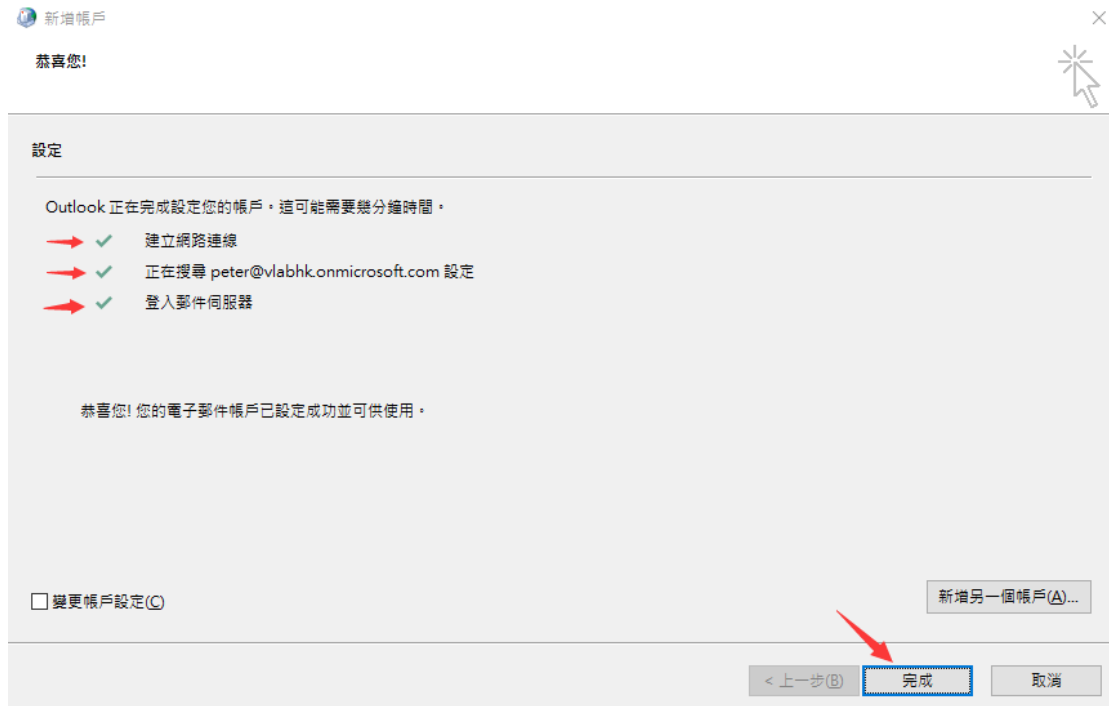 新增帳戶
恭喜您!
設定
Outlook 正在完成設定您的帳戶。這可能需要幾分鐘時間。
建立網路連線
正在搜尋 peter@vlabhk.onmicrosoft.com 設定
登入郵件伺服器
恭喜您! 您的電子郵件帳戶已設定成功並可供使用。
變更帳戶設定(C)
新增另一個帳戶(A)...
< 上一步(B)
完成
取消